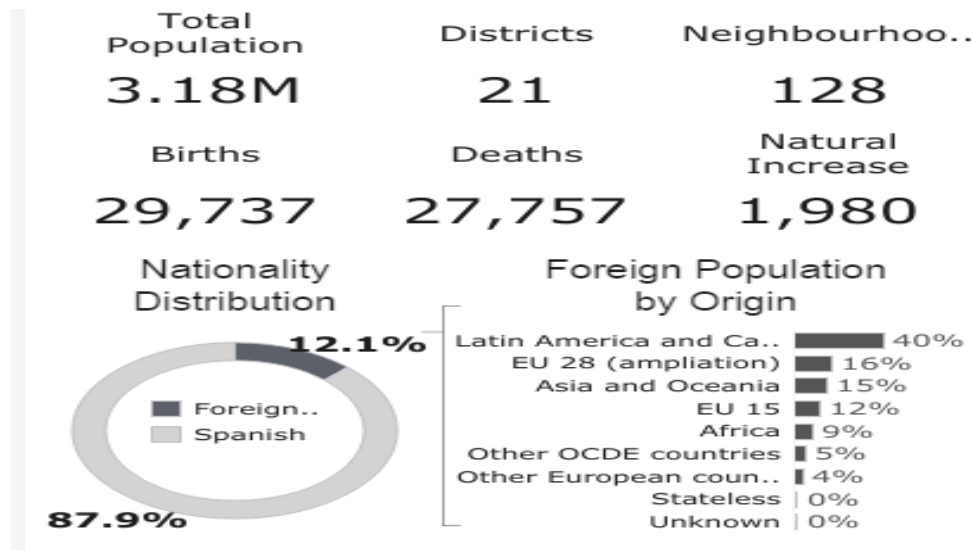 Total
Population
3.18M
Districts
21
Neighbourhoo..
128
Births
29,737
Deaths
27,757
Natural
Increase
1,980
Nationality
Distribution
12.1%
Foreign..
Spanish
87.9%
Foreign Population
by Origin
Latin America and Ca.. 40%
EU 28 (ampliation) 16%
Asia and Oceania 15%
EU 15 12%
Africa 9%
Other OCDE countries 5%
Other European coun.. 4%
Stateless 0%
Unknown 0%